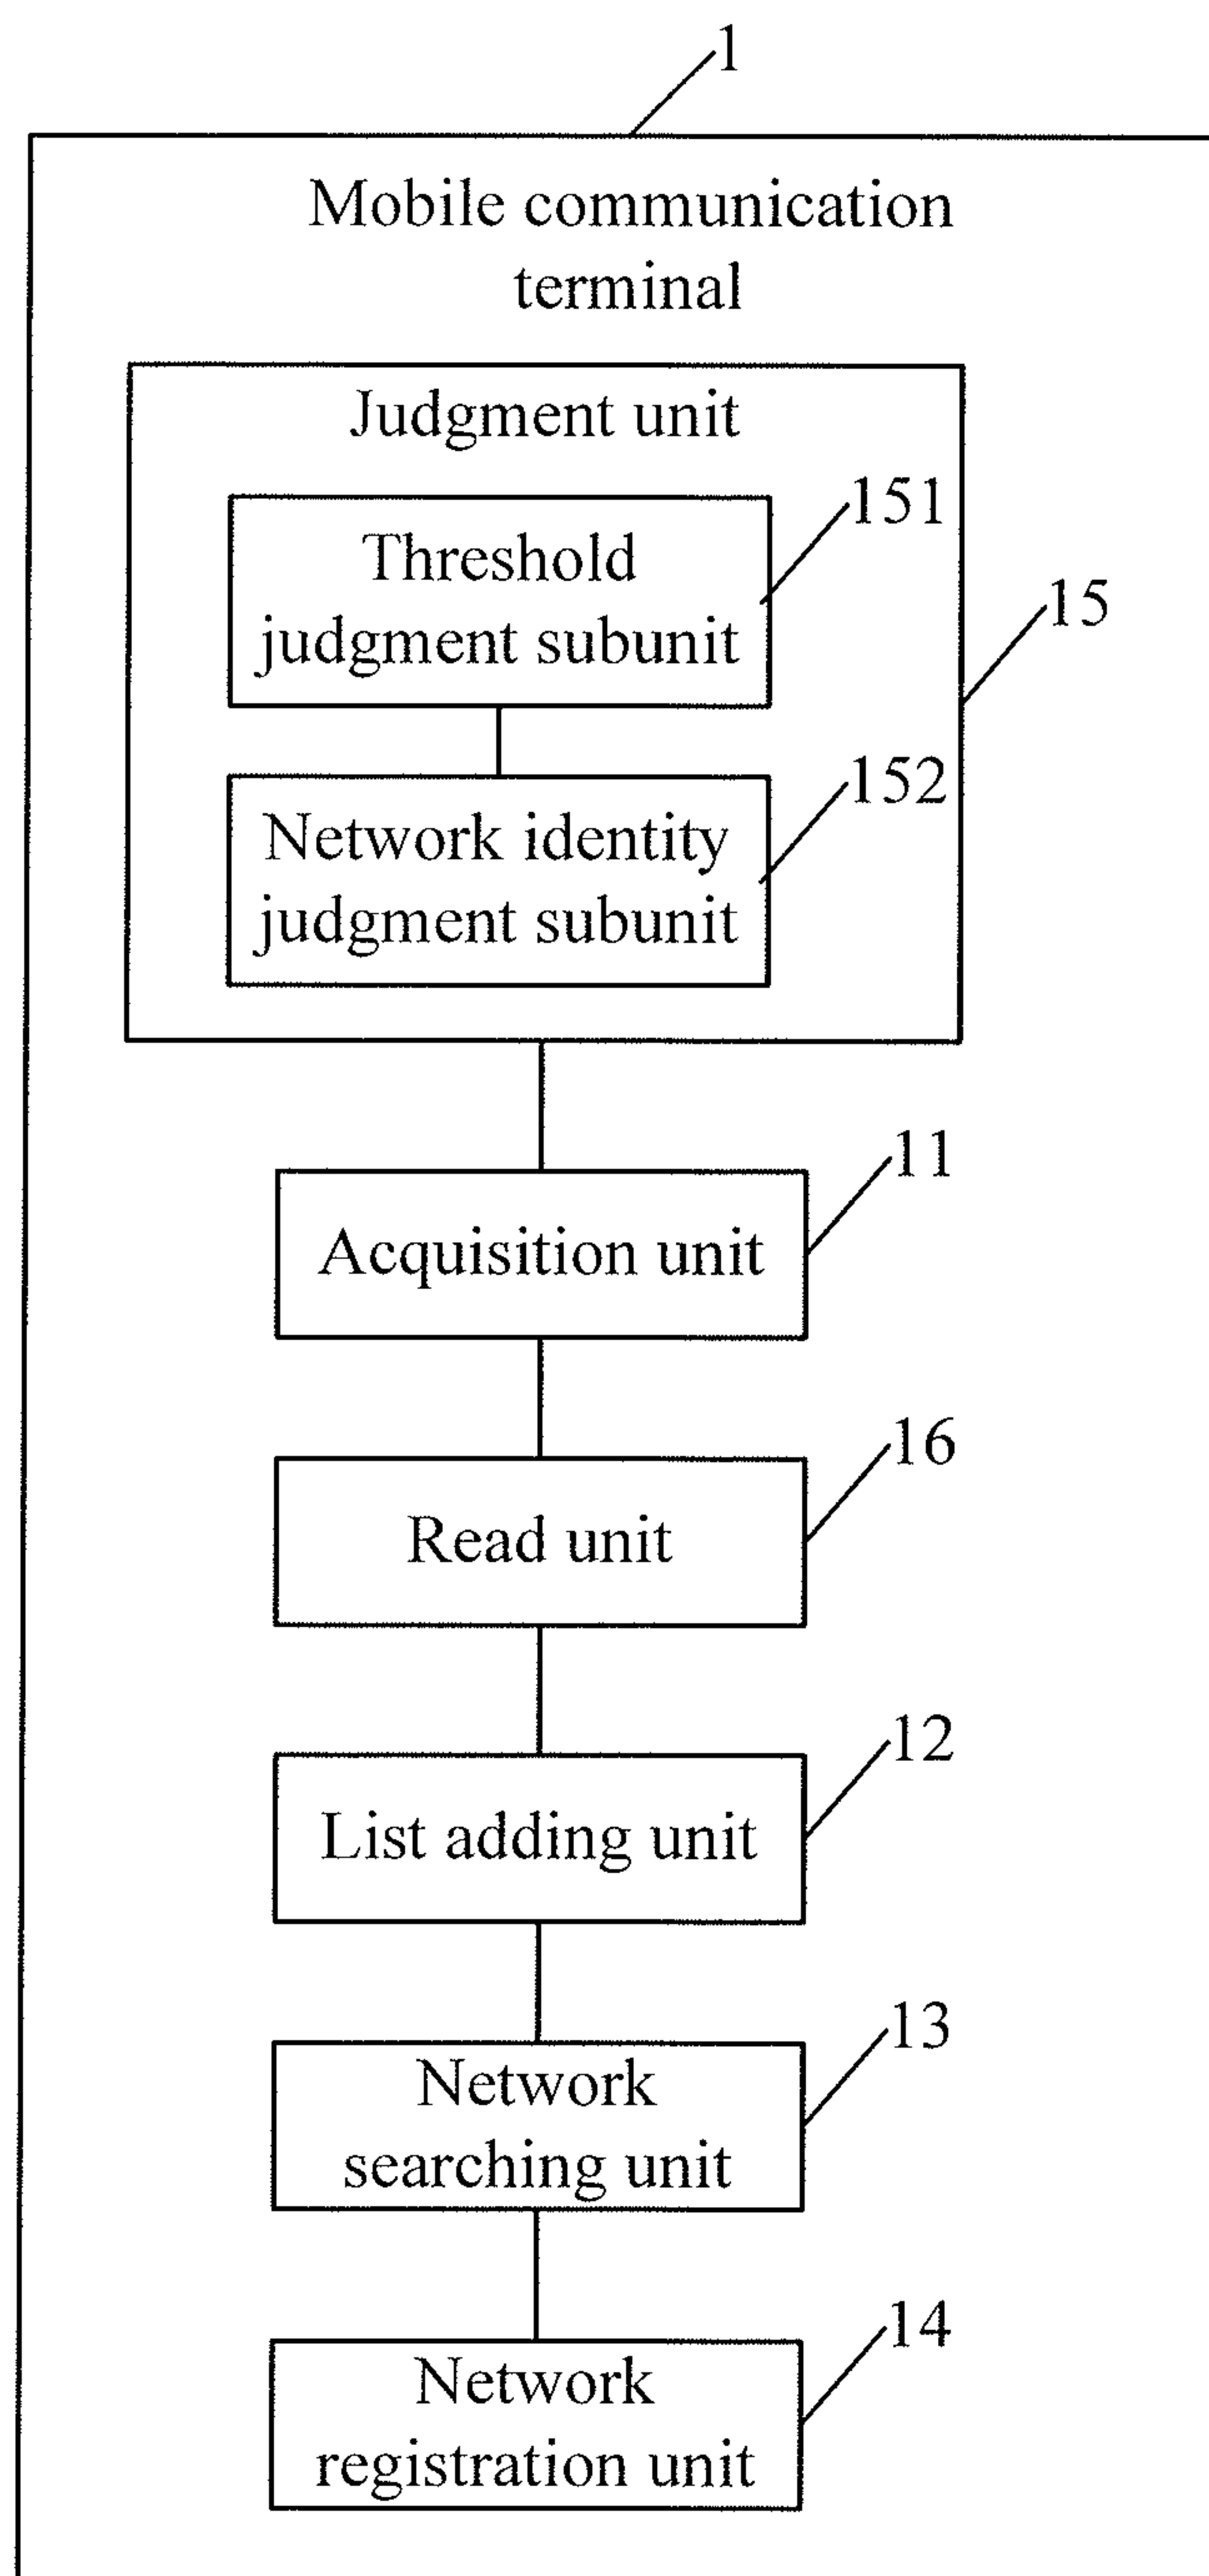 1
Mobile communication
terminal
Judgment unit
151
Threshold
judgment subunit
15
152
Network identity
judgment subunit
11
Acquisition unit
16
Read unit
12
List adding unit
13
Network
searching unit
14
Network
registration unit